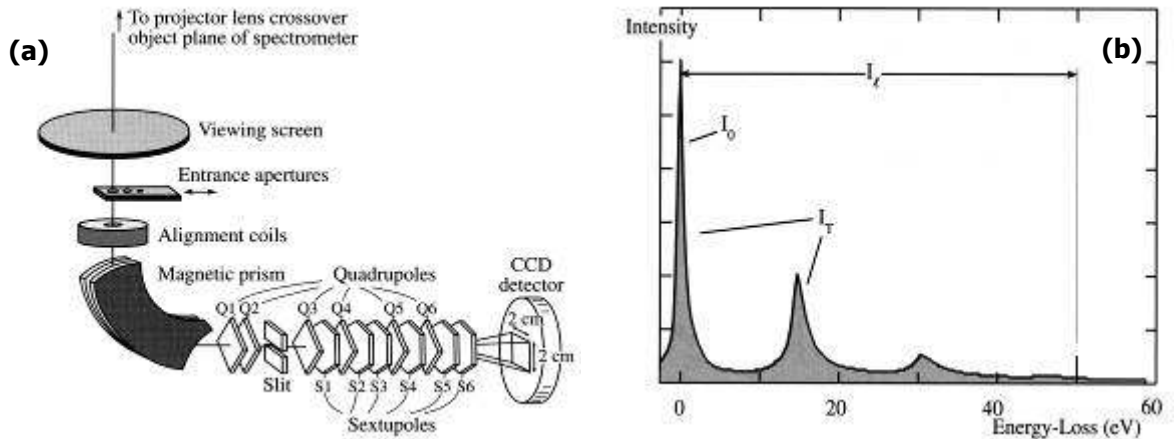 (a)
To projector lens crossover
object plane of spectrometer
Viewing screen
Entrance apertures
Alignment coils
Magnetic prism
Quadrupoles
CCD
detector
Q1 Q2 Q3 Q4 Q5 Q6
2 cm
2 cm
Slit
S1 S2 S3 S4 S5 S6
Sextupoles
(b)
Intensity
Iℓ
I0
IT
0 20 40 60
Energy-Loss (eV)